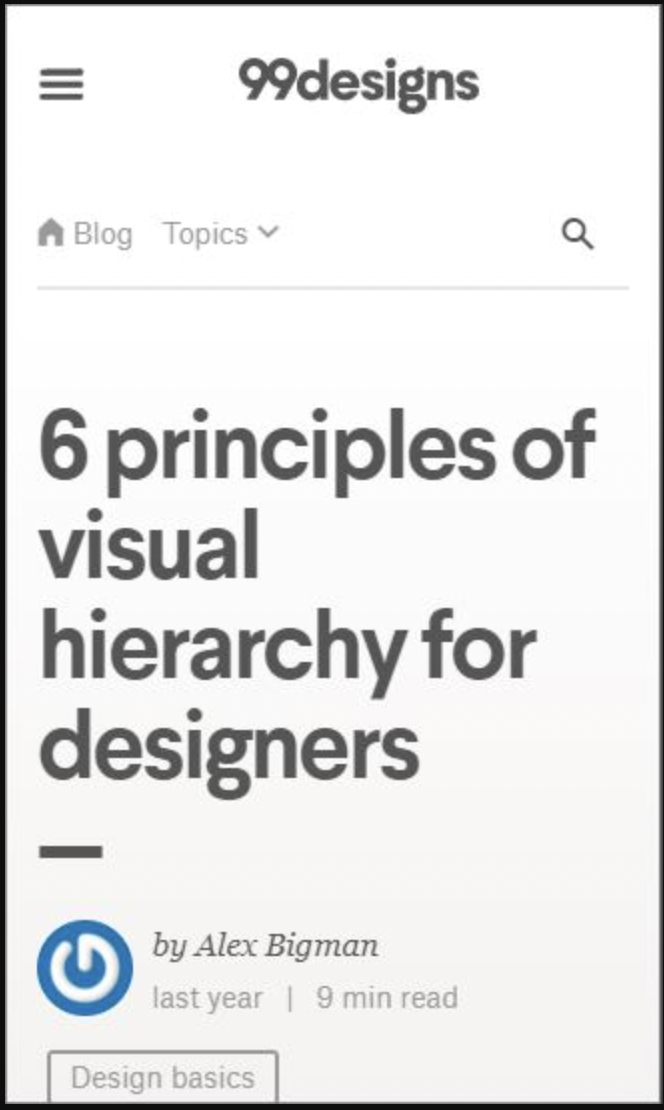 99designs
Blog Topics
6 principles of
visual
hierarchy for
designers
by Alex Bigman
last year | 9 min read
Design basics